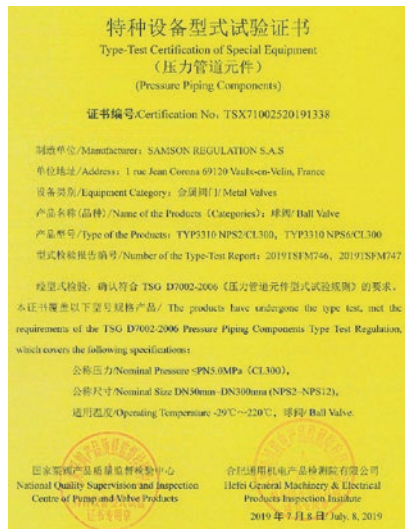 特种设备型式试验证书
Type-Test Certification of Special Equipment
（压力管道元件）
(Pressure Piping Components)
证书编号/Certification No: TSX71002520191338
制造单位/Manufacturer: SAMSON REGULATION S.A.S
单位地址/Address: 1 rue Jean Corona 69120 Vaulx-en-Velin, France
设备类别/Equipment Category: 金属阀门/ Metal Valves
产品名称(品种)/Name of the Products (Categories): 球阀/ Ball Valve
产品型号/Type of the Products: TYP3310 NPS2/CL300, TYP3310 NPS6/CL300
型式检验报告编号/Number of the Type-Test Report: 2019TSFM746, 2019TSFM747
经型式检验，确认符合 TSG D7002-2006《压力管道元件型式试验规则》的要求。
本证书覆盖以下型号规格产品/ The products have undergone the type test, met the
requirements of the TSG D7002-2006 Pressure Piping Components Type Test Regulation,
which covers the following specifications:
公称压力/Nominal Pressure ≤PN5.0MPa (CL300),
公称尺寸/Nominal Size DN50mm~DN300mm (NPS2~NPS12),
适用温度/Operating Temperature -29℃~220℃, 球阀/ Ball Valve.
国家泵阀产品质量监督检验中心
合肥通用机电产品检测院有限公司
National Quality Supervision and Inspection
Hefei General Machinery & Electrical
Centre of Pump and Valve Products
Products Inspection Institute
2019 年 7 月 8 日/ July. 8, 2019